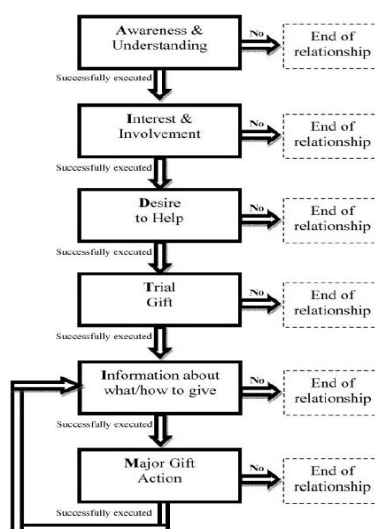 Awareness &
Understanding
No
End of
relationship
Successfully executed
Interest &
Involvement
No
End of
relationship
Successfully executed
Desire
to Help
No
End of
relationship
Successfully executed
Trial
Gift
No
End of
relationship
Successfully executed
Information about
what/how to give
No
End of
relationship
Successfully executed
Major Gift
Action
No
End of
relationship
Successfully executed